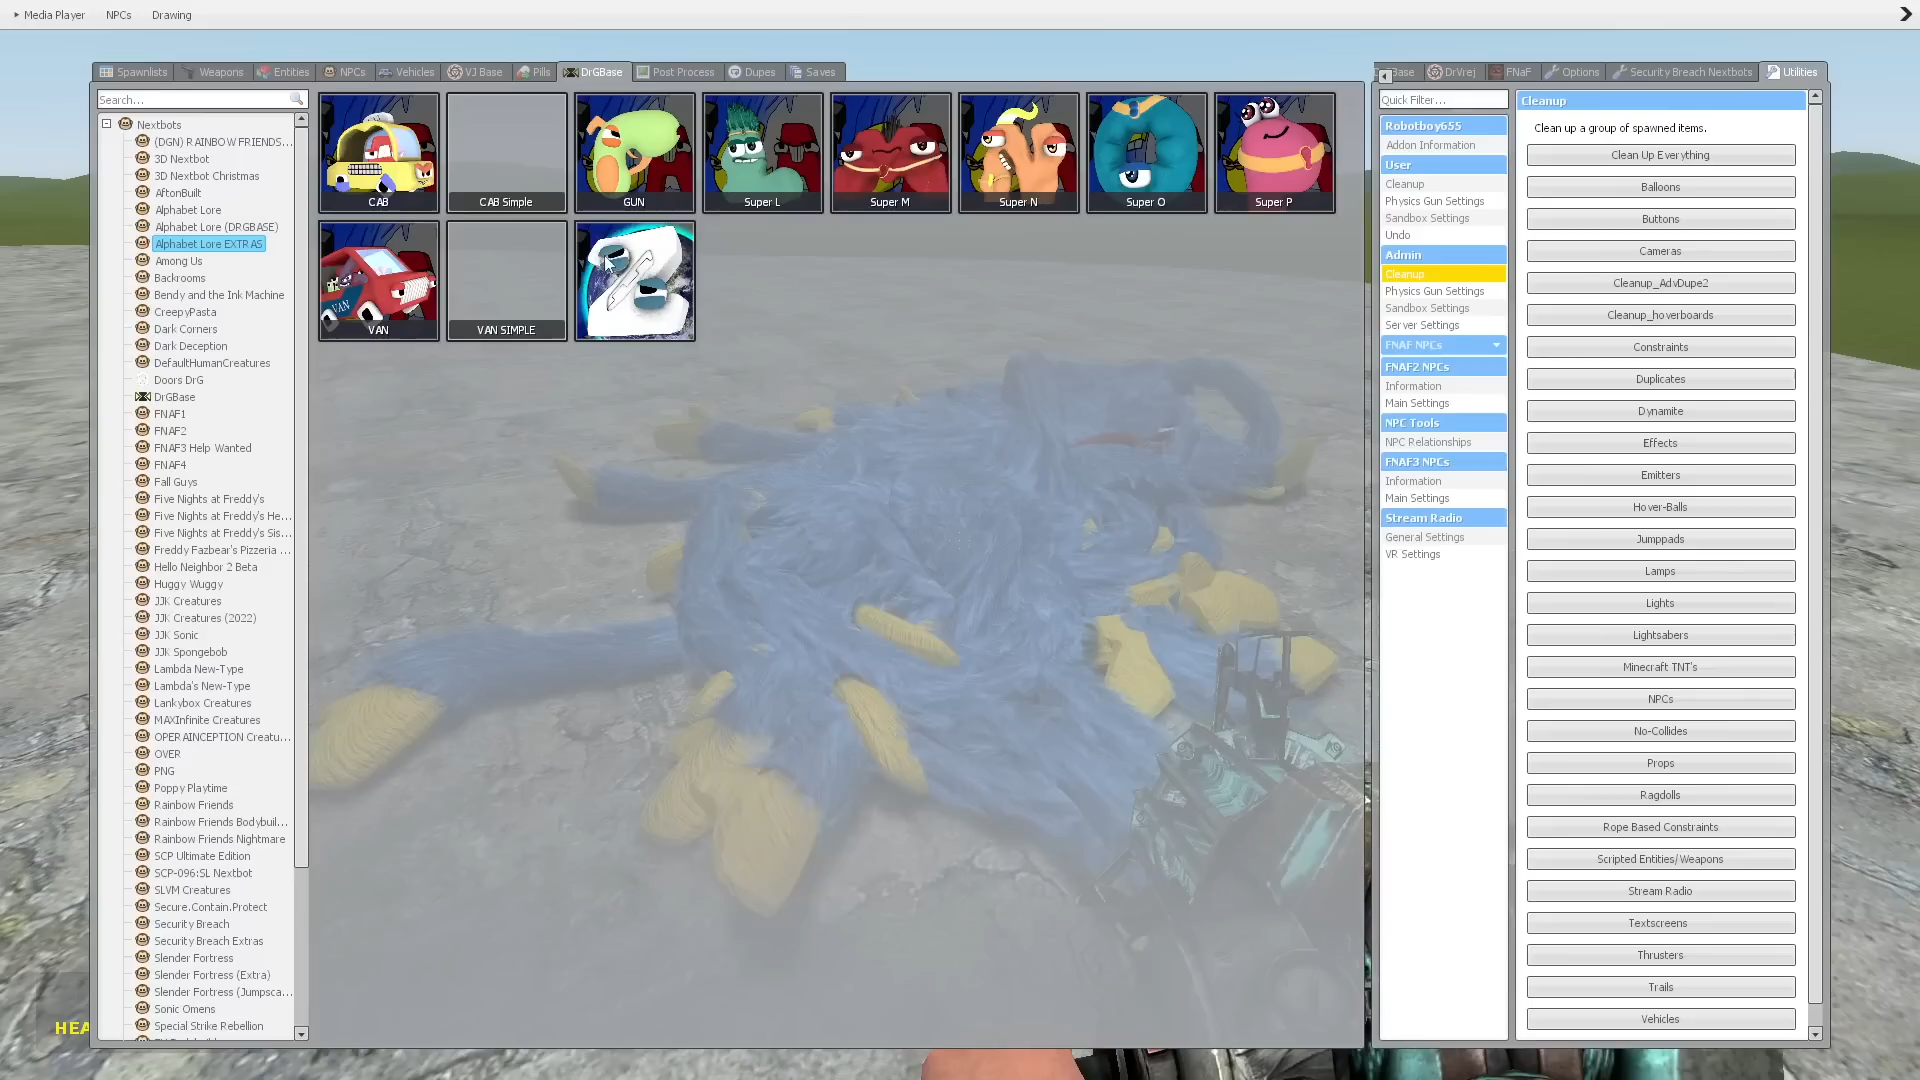 Media Player NPCs Drawing
Spawnlists Weapons Entities NPCs Vehicles VJ Base Pills DrGBase Post Process Dupes Saves
Base DrVrej FNaF Options Security Breach Nextbots Utilities
Search...
Nextbots
(DGN) RAINBOW FRIENDS...
3D Nextbot
3D Nextbot Christmas
AftonBuilt
Alphabet Lore
Alphabet Lore (DRGBASE)
Alphabet Lore EXTRAS
Among Us
Backrooms
Bendy and the Ink Machine
CreepyPasta
Dark Corners
Dark Deception
DefaultHumanCreatures
Doors DrG
DrGBase
FNAF1
FNAF2
FNAF3 Help Wanted
FNAF4
Fall Guys
Five Nights at Freddy's
Five Nights at Freddy's He...
Five Nights at Freddy's Sis...
Freddy Fazbear's Pizzeria ...
Hello Neighbor 2 Beta
Huggy Wuggy
JJK Creatures
JJK Creatures (2022)
JJK Sonic
JJK Spongebob
Lambda New-Type
Lambda's New-Type
Lankybox Creatures
MAXInfinite Creatures
OPERAINCEPTION Creatu...
OVER
PNG
Poppy Playtime
Rainbow Friends
Rainbow Friends Bodybuil...
Rainbow Friends Nightmare
SCP Ultimate Edition
SCP-096:SL Nextbot
SLVM Creatures
Secure.Contain.Protect
Security Breach
Security Breach Extras
Slender Fortress
Slender Fortress (Extra)
Slender Fortress (Jumpsca...
Sonic Omens
Special Strike Rebellion
HEA
CAB
CAB Simple
GUN
Super L
Super M
Super N
Super O
Super P
VAN
VAN
VAN SIMPLE
Quick Filter...
Robotboy655
Addon Information
User
Cleanup
Physics Gun Settings
Sandbox Settings
Undo
Admin
Cleanup
Physics Gun Settings
Sandbox Settings
Server Settings
FNAF NPCs
FNAF2 NPCs
Information
Main Settings
NPC Tools
NPC Relationships
FNAF3 NPCs
Information
Main Settings
Stream Radio
General Settings
VR Settings
Cleanup
Clean up a group of spawned items.
Clean Up Everything
Balloons
Buttons
Cameras
Cleanup_AdvDupe2
Cleanup_hoverboards
Constraints
Duplicates
Dynamite
Effects
Emitters
Hover-Balls
Jumppads
Lamps
Lights
Lightsabers
Minecraft TNT's
NPCs
No-Collides
Props
Ragdolls
Rope Based Constraints
Scripted Entities/Weapons
Stream Radio
Textscreens
Thrusters
Trails
Vehicles